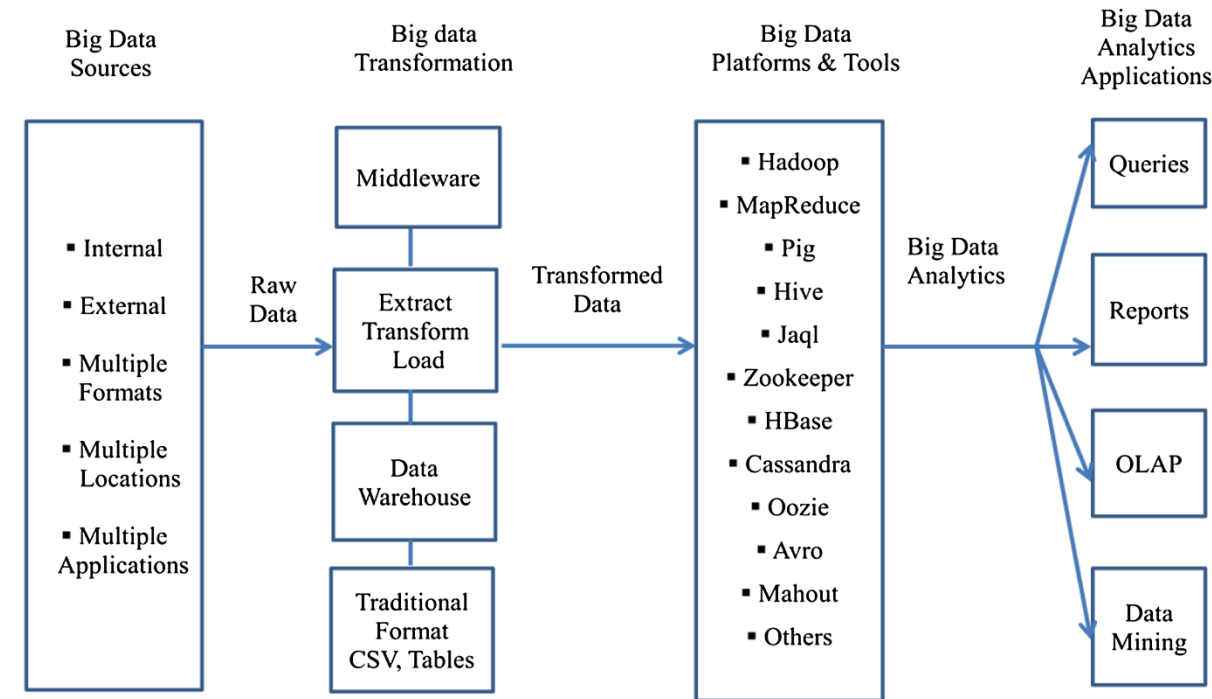 Big Data
Sources
Big data
Transformation
Big Data
Platforms & Tools
Big Data
Analytics
Applications
▪ Internal
▪ External
▪ Multiple
Formats
▪ Multiple
Locations
▪ Multiple
Applications
Raw
Data
Middleware
Extract
Transform
Load
Data
Warehouse
Traditional
Format
CSV, Tables
Transformed
Data
▪ Hadoop
▪ MapReduce
▪ Pig
▪ Hive
▪ Jaql
▪ Zookeeper
▪ HBase
▪ Cassandra
▪ Oozie
▪ Avro
▪ Mahout
▪ Others
Big Data
Analytics
Queries
Reports
OLAP
Data
Mining